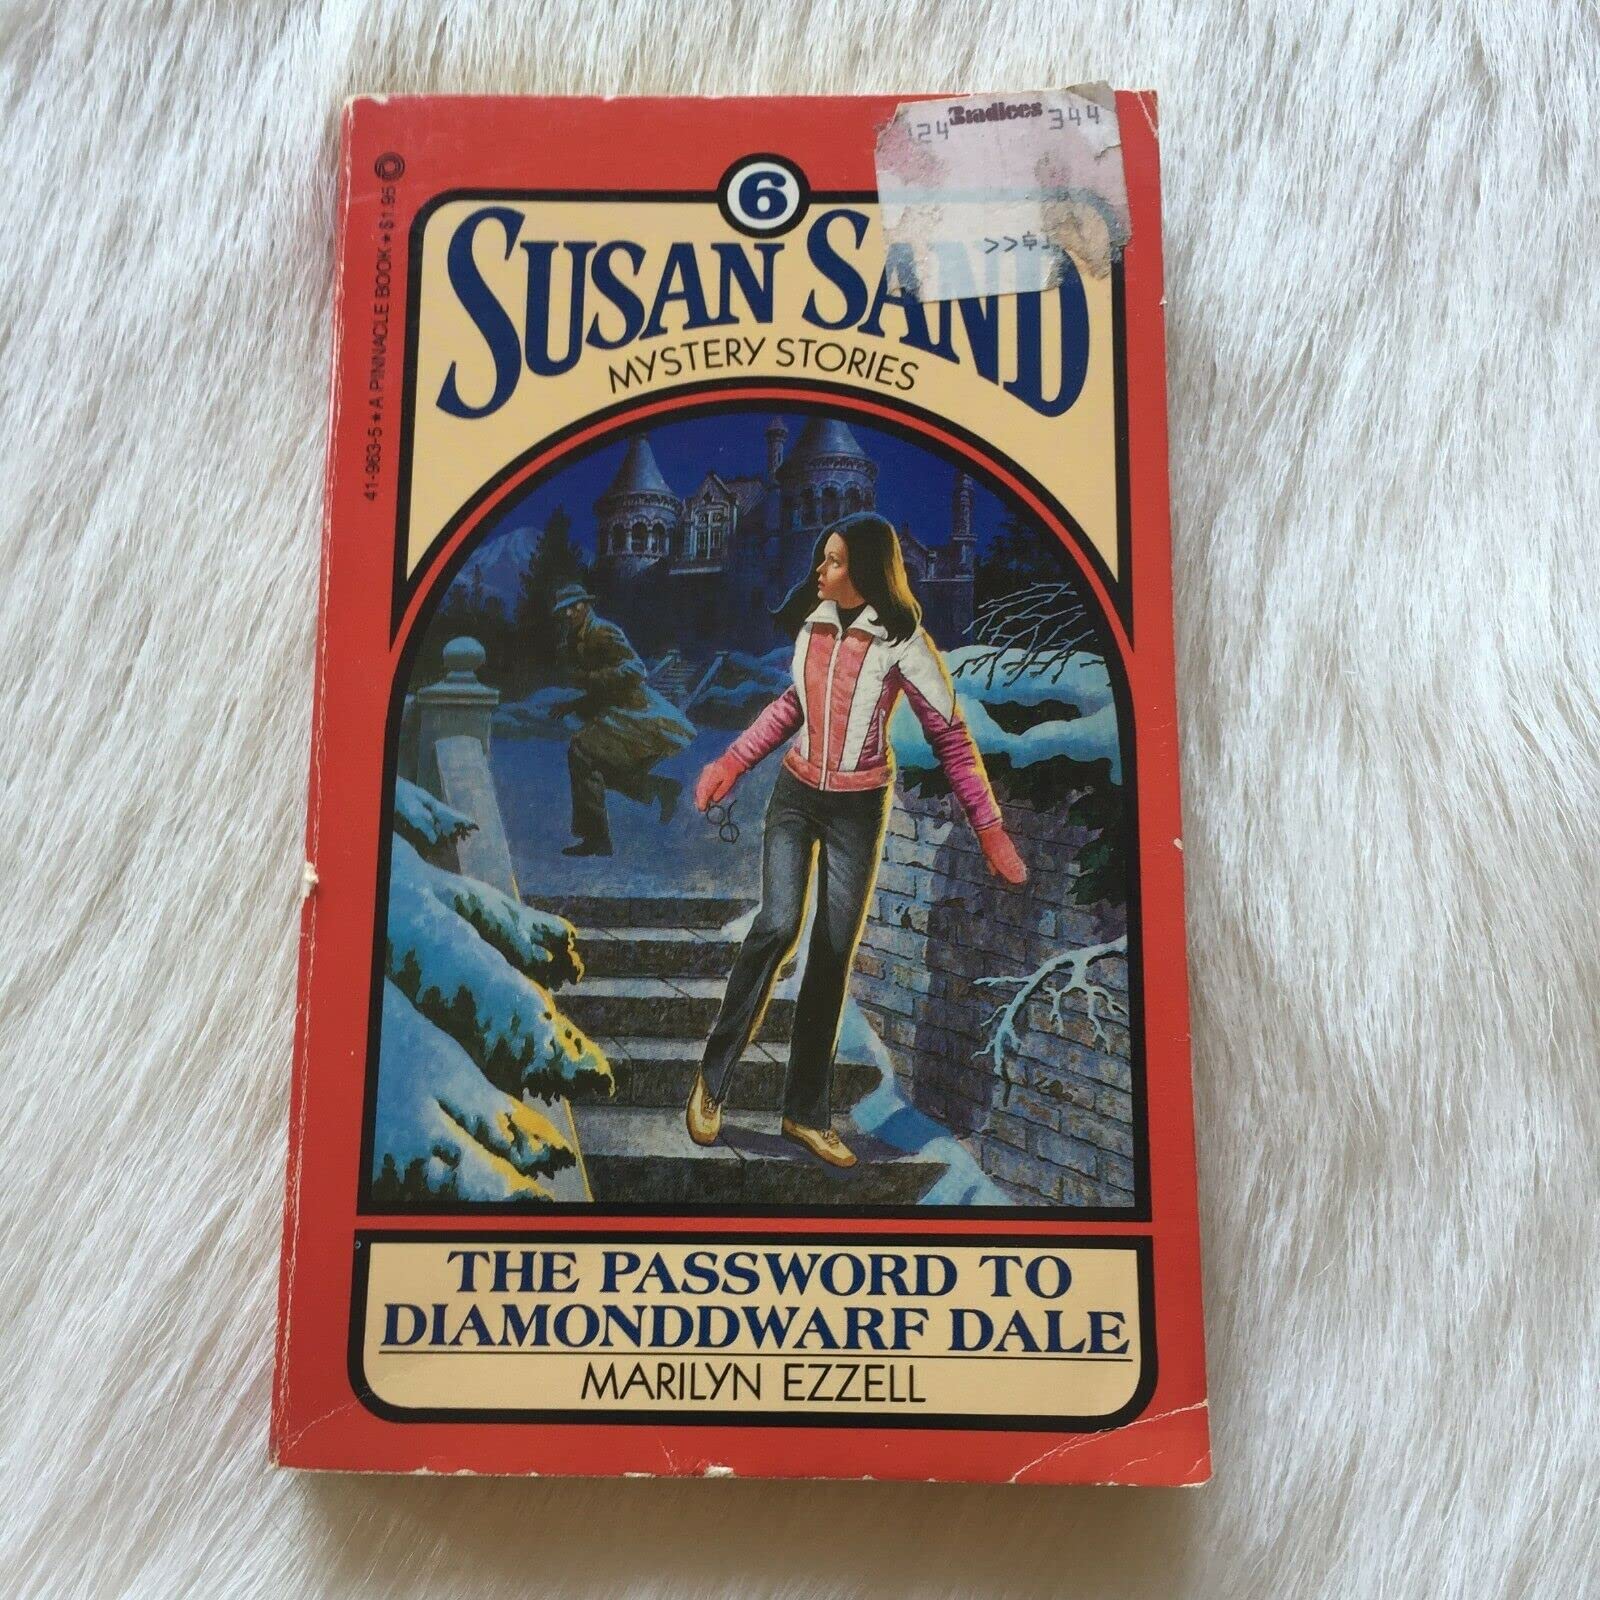 41-963-5 ★ A PINNACLE BOOK ★ $1.95
24 Bradlees 344
>>$
6
SUSAN SAND
MYSTERY STORIES
THE PASSWORD TO
DIAMONDDWARF DALE
MARILYN EZZELL